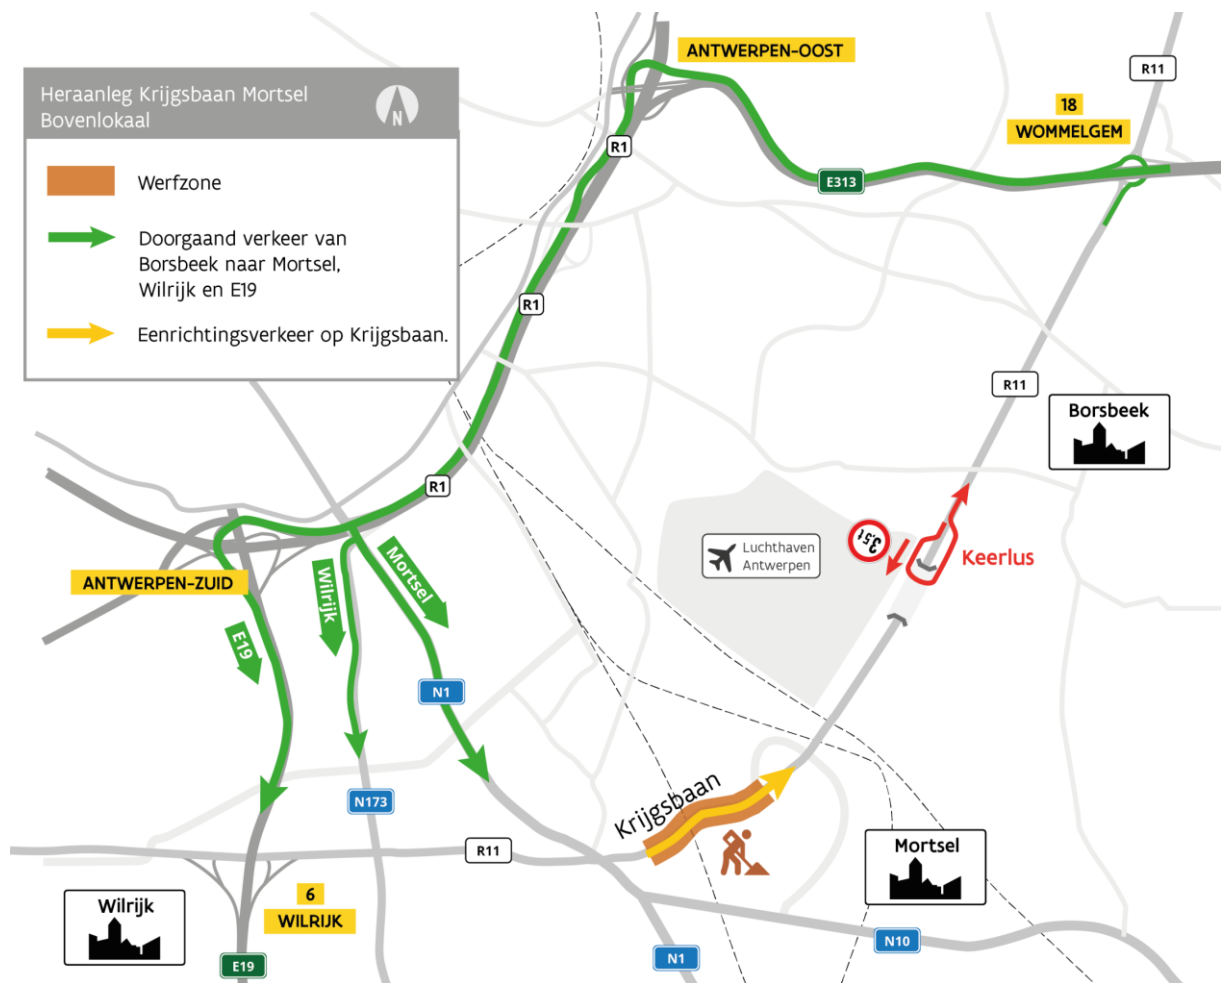 ANTWERPEN-OOST
R11
Heraanleg Krijgsbaan Mortsel
Bovenlokaal
N
18
WOMMELGEM
R1
Werfzone
E313
Doorgaand verkeer van
Borsbeek naar Mortsel,
Wilrijk en E19
R1
Eenrichtingsverkeer op Krijgsbaan.
R11
Borsbeek
R1
3,5t
Luchthaven
Antwerpen
Keerlus
ANTWERPEN-ZUID
Wilrijk
Mortsel
E19
N1
N173
Krijgsbaan
R11
Mortsel
6
WILRIJK
Wilrijk
N10
N1
E19